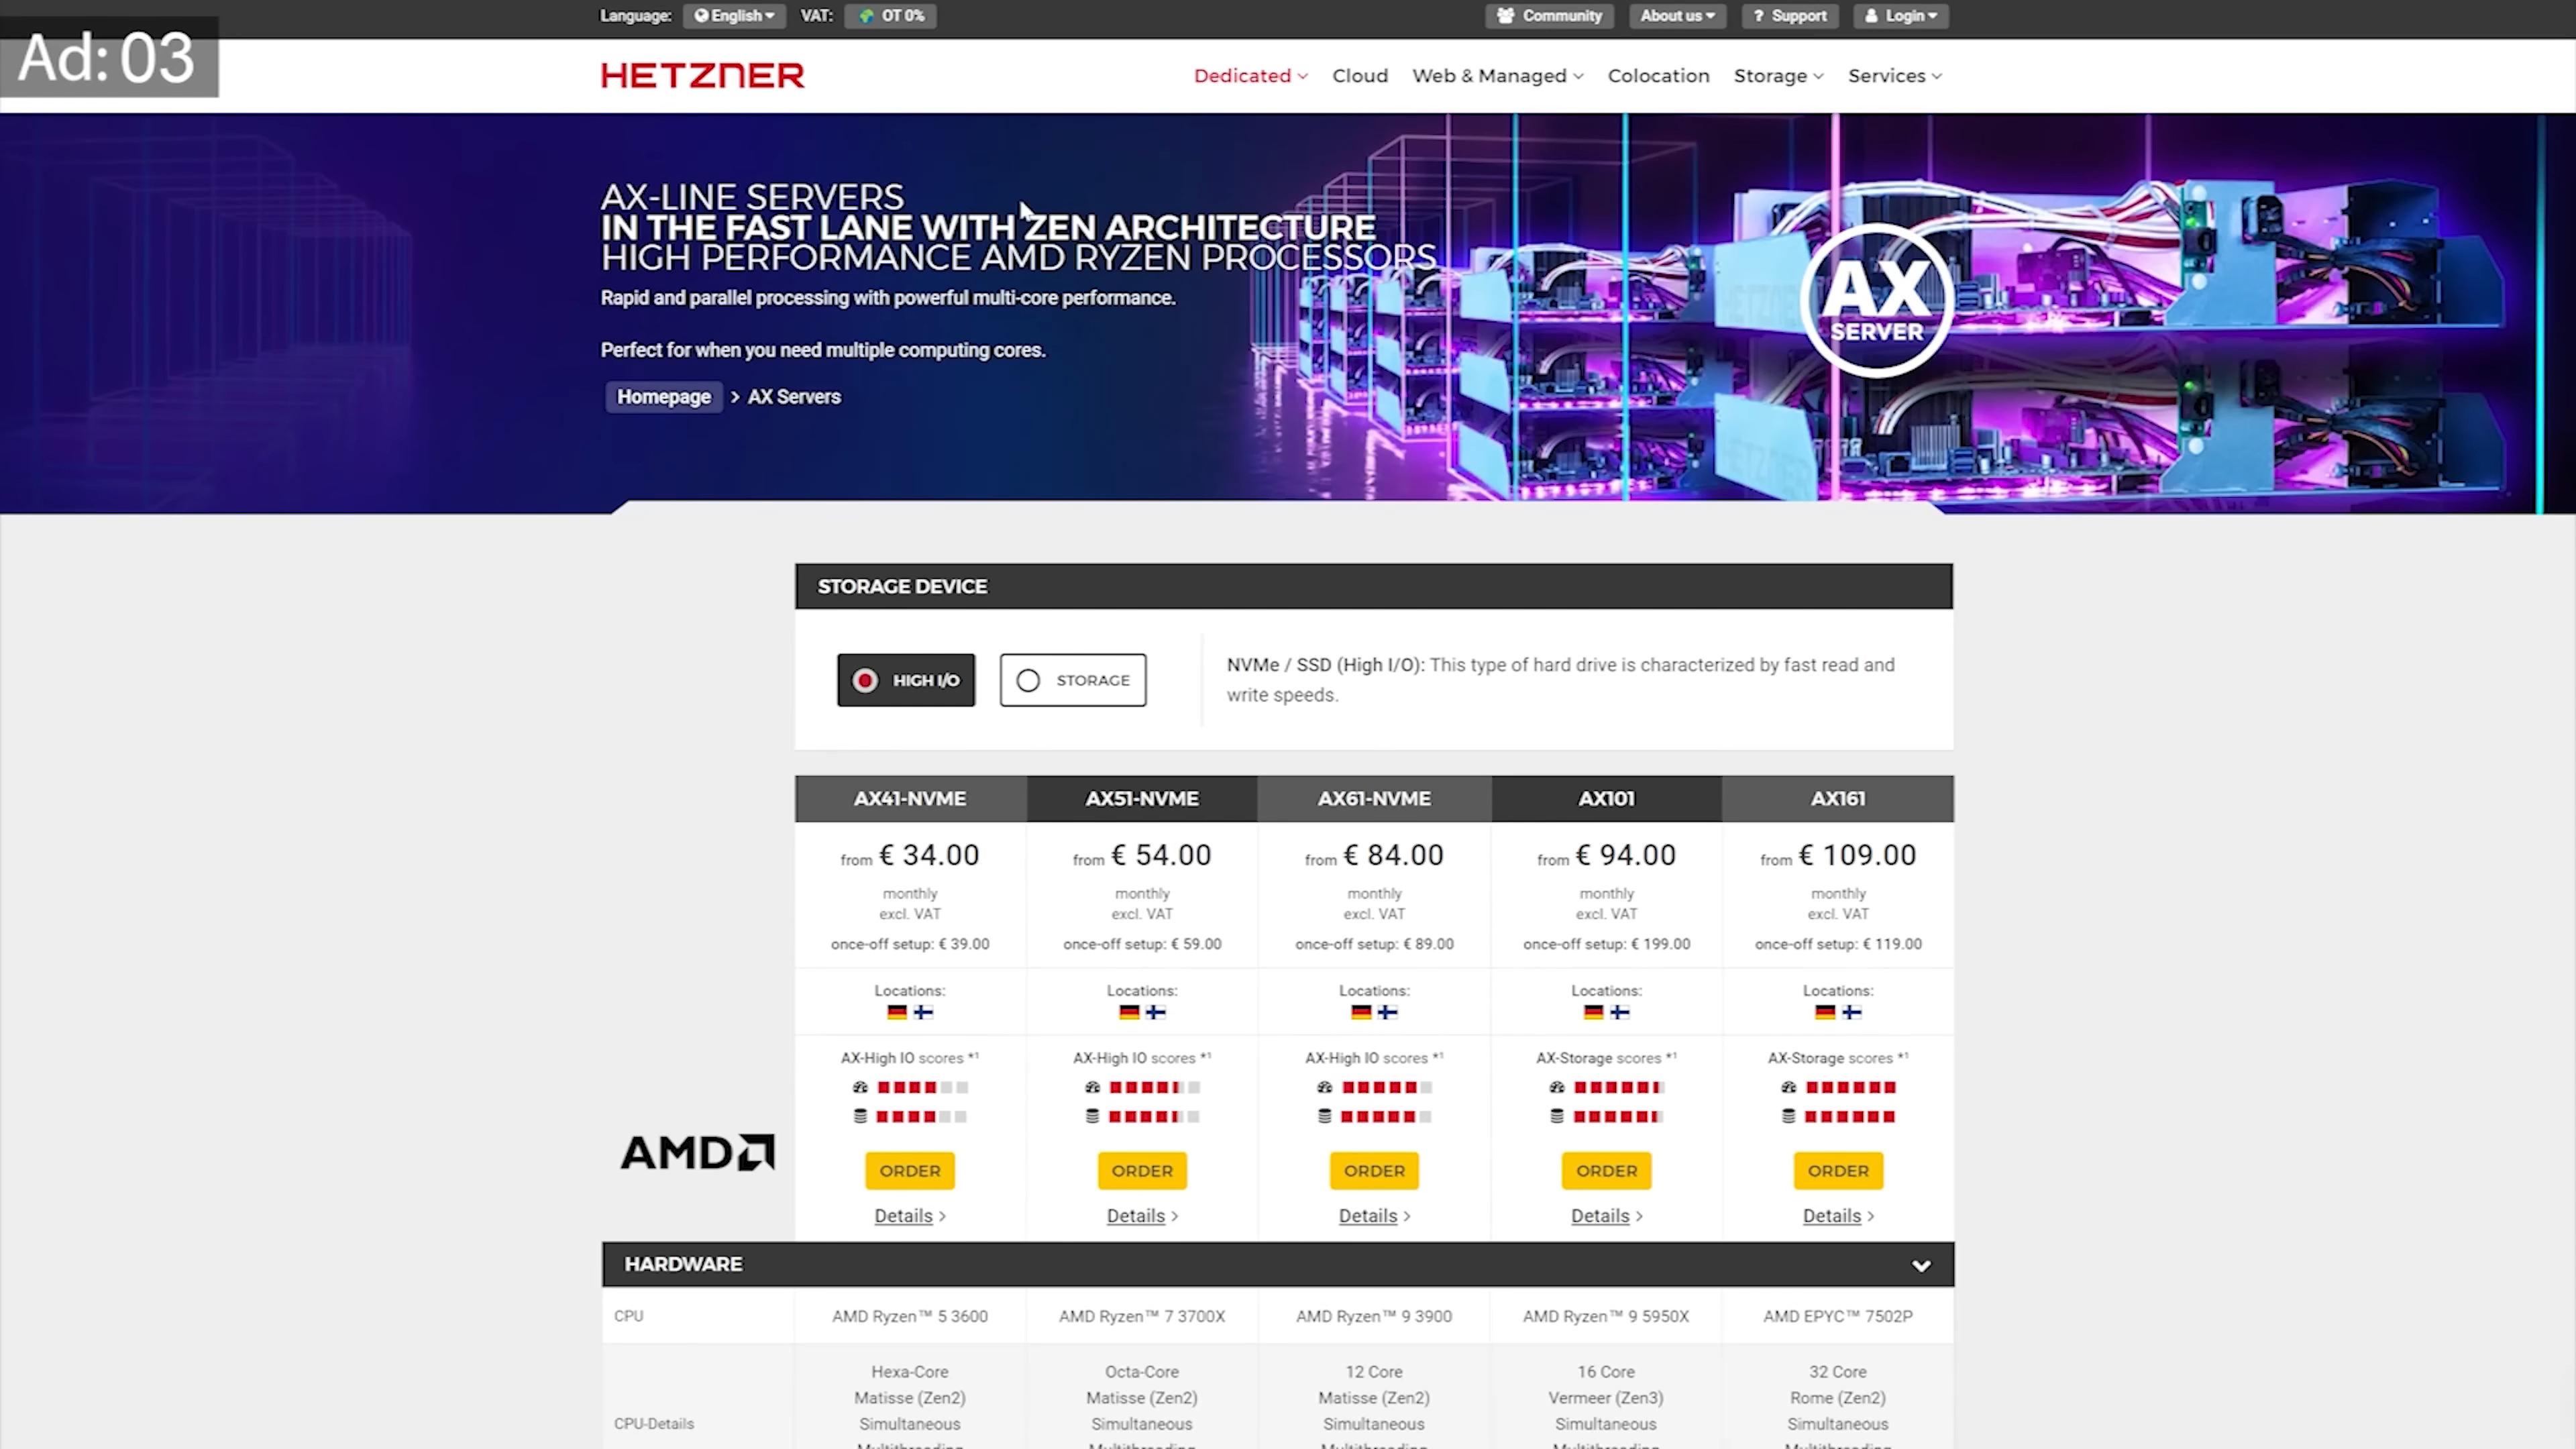 Language: English VAT: OT 0% Community About us ? Support Login
Ad: 03
HETZNER Dedicated Cloud Web & Managed Colocation Storage Services
AX-LINE SERVERS
IN THE FAST LANE WITH ZEN ARCHITECTURE
HIGH PERFORMANCE AMD RYZEN PROCESSORS
Rapid and parallel processing with powerful multi-core performance.
Perfect for when you need multiple computing cores.
Homepage > AX Servers
AX
SERVER
STORAGE DEVICE
HIGH I/O STORAGE
NVMe / SSD (High I/O): This type of hard drive is characterized by fast read and
write speeds.
AX41-NVME AX51-NVME AX61-NVME AX101 AX161
from € 34.00 from € 54.00 from € 84.00 from € 94.00 from € 109.00
monthly monthly monthly monthly monthly
excl. VAT excl. VAT excl. VAT excl. VAT excl. VAT
once-off setup: € 39.00 once-off setup: € 59.00 once-off setup: € 89.00 once-off setup: € 199.00 once-off setup: € 119.00
Locations: Locations: Locations: Locations: Locations:
AX-High IO scores *¹ AX-High IO scores *¹ AX-High IO scores *¹ AX-Storage scores *¹ AX-Storage scores *¹
AMD
ORDER ORDER ORDER ORDER ORDER
Details > Details > Details > Details > Details >
HARDWARE
CPU AMD Ryzen™ 5 3600 AMD Ryzen™ 7 3700X AMD Ryzen™ 9 3900 AMD Ryzen™ 9 5950X AMD EPYC™ 7502P
Hexa-Core Octa-Core 12 Core 16 Core 32 Core
Matisse (Zen2) Matisse (Zen2) Matisse (Zen2) Vermeer (Zen3) Rome (Zen2)
CPU-Details Simultaneous Simultaneous Simultaneous Simultaneous Simultaneous
Multithreading Multithreading Multithreading Multithreading Multithreading